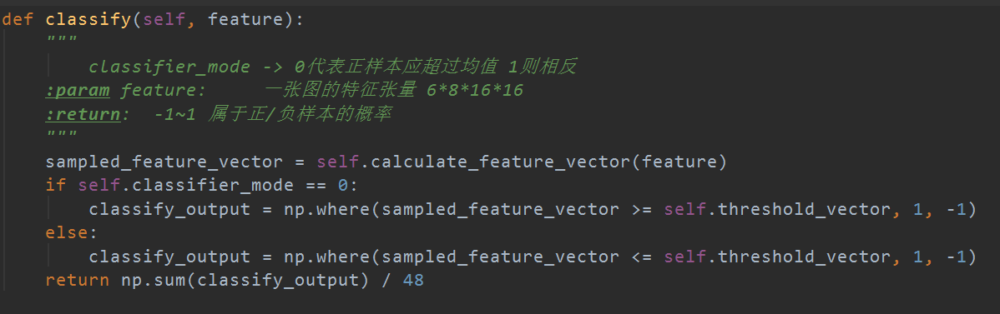 def classify(self, feature):
    """
        classifier_mode -> 0代表正样本应超过均值 1则相反
    :param feature:     一张图的特征张量 6*8*16*16
    :return:  -1~1 属于正/负样本的概率
    """
    sampled_feature_vector = self.calculate_feature_vector(feature)
    if self.classifier_mode == 0:
        classify_output = np.where(sampled_feature_vector >= self.threshold_vector, 1, -1)
    else:
        classify_output = np.where(sampled_feature_vector <= self.threshold_vector, 1, -1)
    return np.sum(classify_output) / 48